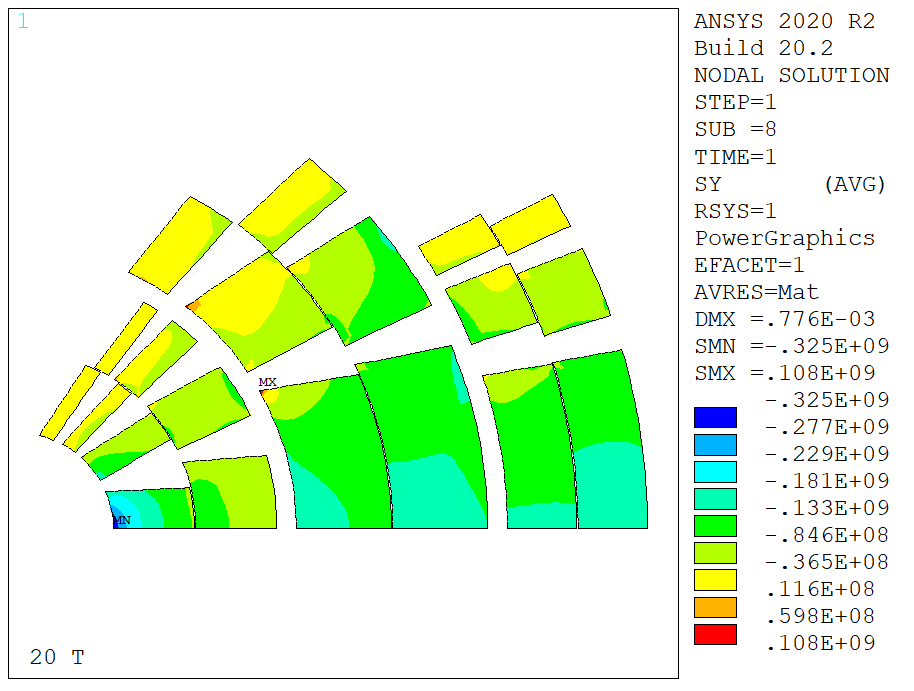 1
ANSYS 2020 R2
Build 20.2
NODAL SOLUTION
STEP=1
SUB =8
TIME=1
SY (AVG)
RSYS=1
PowerGraphics
EFACET=1
AVRES=Mat
DMX =.776E-03
SMN =-.325E+09
SMX =.108E+09
-.325E+09
-.277E+09
-.229E+09
-.181E+09
-.133E+09
-.846E+08
-.365E+08
.116E+08
.598E+08
.108E+09
MX
MN
20 T